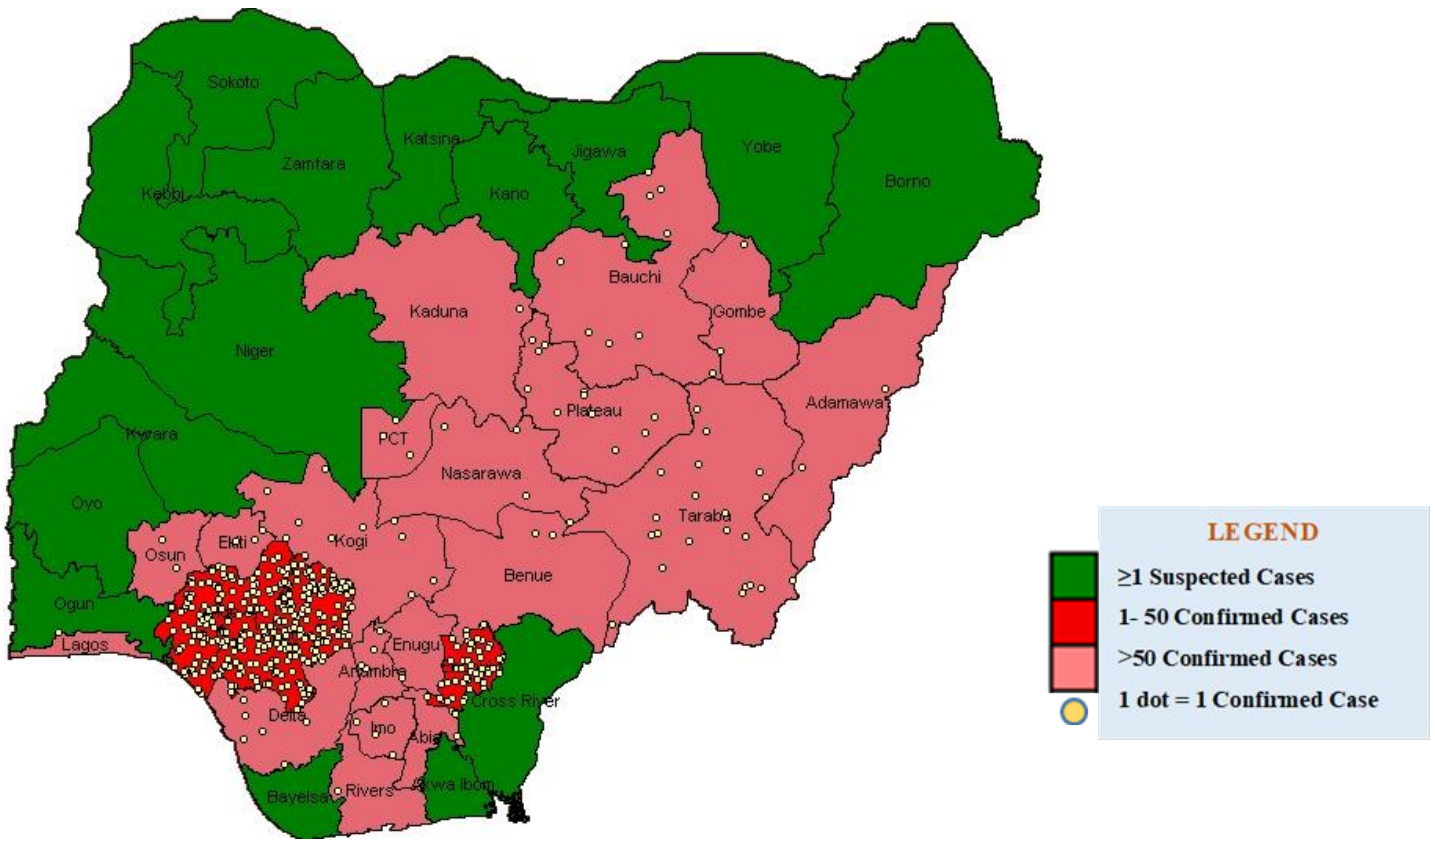 Sokoto
Katsina
Jigawa
Yobe
Zamfara
Borno
Kebbi
Kano
Bauchi
Kaduna
Gombe
Niger
Adamawa
Plateau
Kwara
FCT
Nasarawa
Oyo
Taraba
Osun
Ekiti
Kogi
Benue
Ogun
Lagos
Enugu
Anambra
Cross River
Delta
Imo
Abia
Bayelsa
Rivers
Akwa Ibom
LEGEND
≥1 Suspected Cases
1- 50 Confirmed Cases
>50 Confirmed Cases
1 dot = 1 Confirmed Case